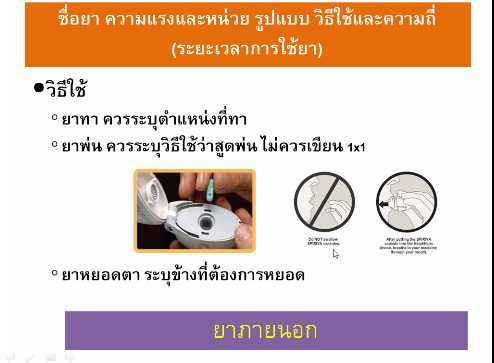 ชื่อยา ความแรงและหน่วย รูปแบบ วิธีใช้และความถี่
(ระยะเวลาการใช้ยา)
วิธีใช้
ยาทา ควรระบุตำแหน่งที่ทา
ยาพ่น ควรระบุวิธีใช้ว่าสูดพ่น ไม่ควรเขียน 1x1
Do NOT swallow
SPIRIVA capsules.
After putting the SPIRIVA
capsule into the HandiHaler
device, breathe in your medicine
through your mouth.
ยาหยอดตา ระบุข้างที่ต้องการหยอด
ยาภายนอก